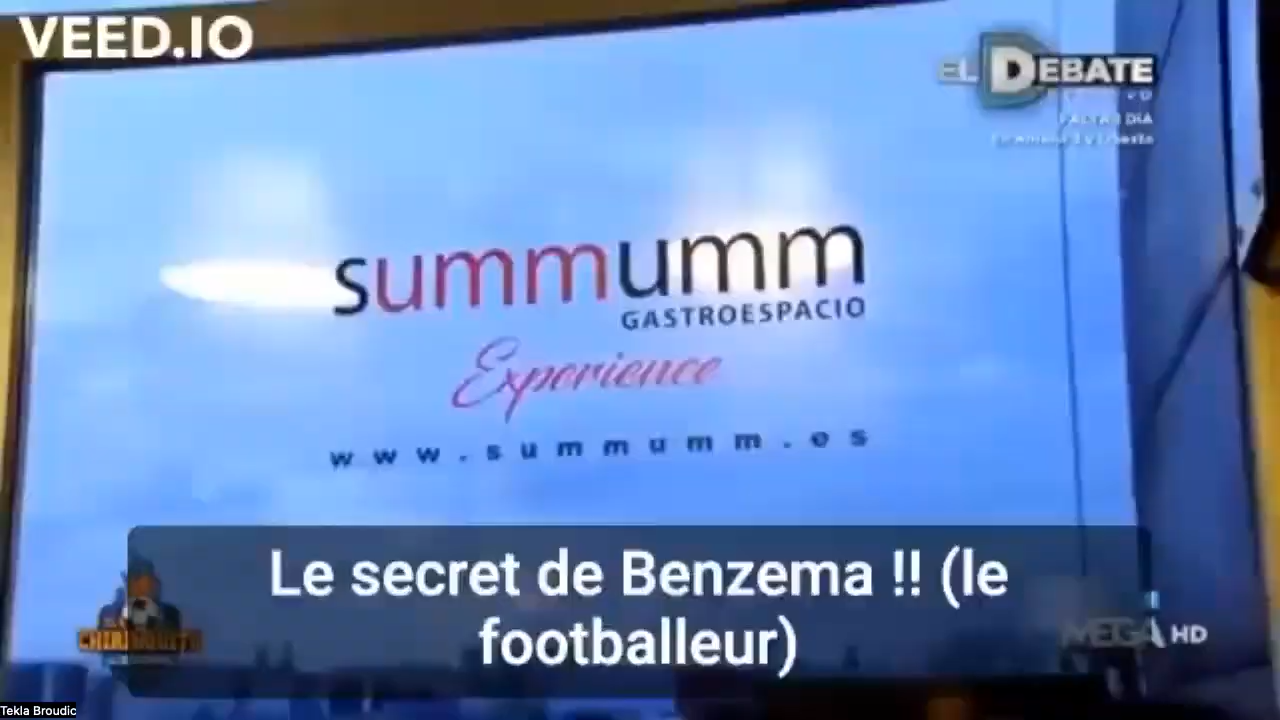 VEED.IO
EL DEBATE
summumm
GASTROESPACIO
Experience
www.summumm.es
Le secret de Benzema !! (le
footballeur)
MEGA HD
Tekla Broudic